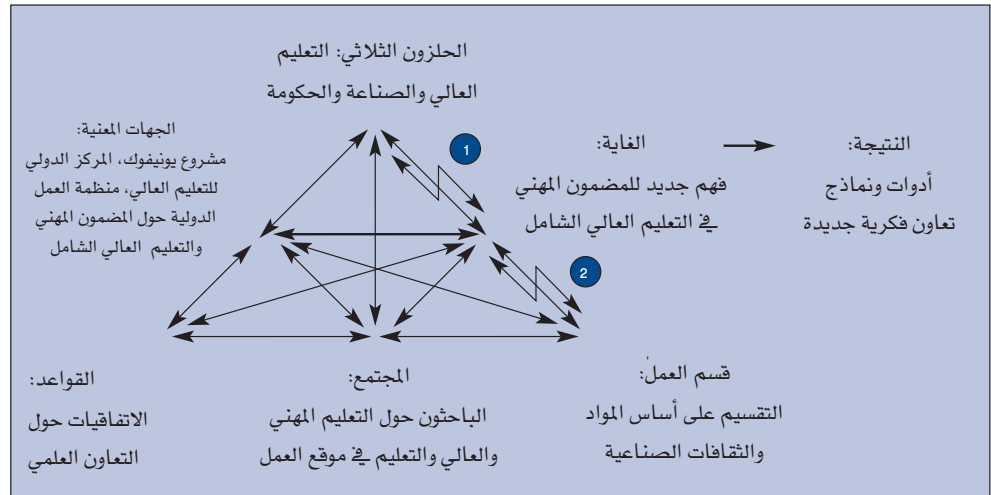 الحلزون الثلاثي: التعليم
العالي والصناعة والحكومة
الجهات المعنية:
مشروع يونيفوك، المركز الدولي
للتعليم العالي، منظمة العمل
الدولية حول المضمون المهني
والتعليم العالي الشامل
1
الغاية:
فهم جديد للمضمون المهني
في التعليم العالي الشامل
النتيجة:
أدوات ونماذج
تعاون فكرية جديدة
2
قسم العمل:
التقسيم على أساس المواد
والثقافات الصناعية
المجتمع:
الباحثون حول التعليم المهني
والعالي والتعليم في موقع العمل
القواعد:
الاتفاقيات حول
التعاون العلمي